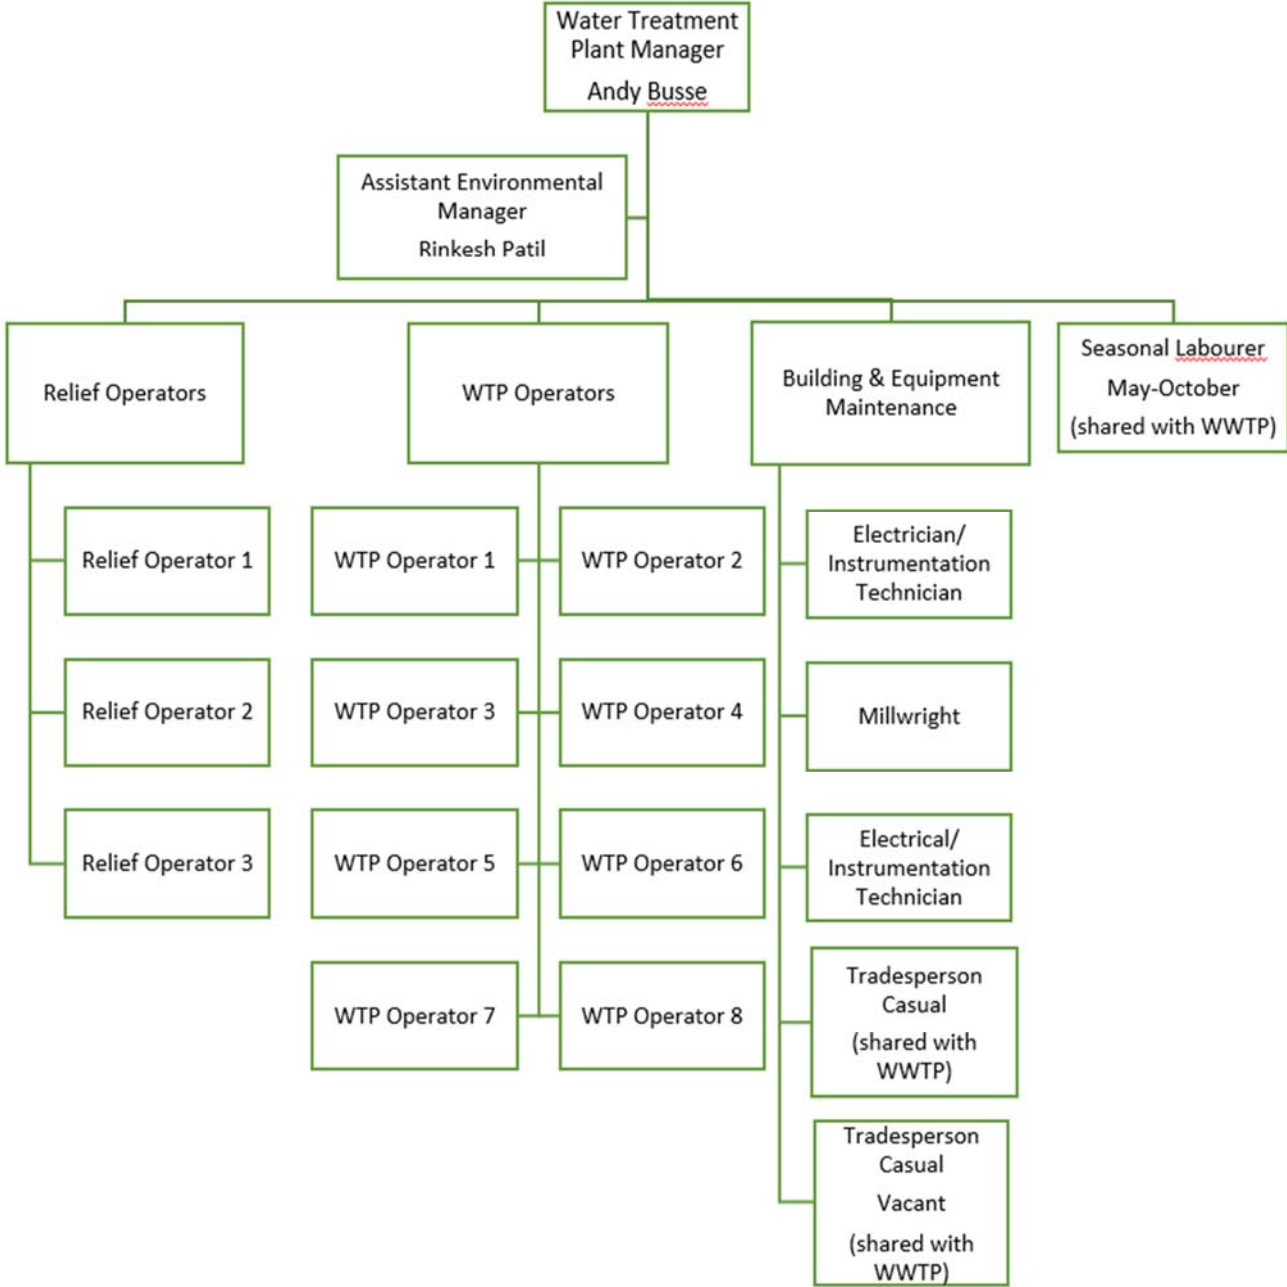 Water Treatment
Plant Manager
Andy Busse
Assistant Environmental
Manager
Rinkesh Patil
Relief Operators
WTP Operators
Building & Equipment
Maintenance
Seasonal Labourer
May-October
(shared with WWTP)
Relief Operator 1
WTP Operator 1
WTP Operator 2
Electrician/
Instrumentation
Technician
Relief Operator 2
WTP Operator 3
WTP Operator 4
Millwright
Relief Operator 3
WTP Operator 5
WTP Operator 6
Electrical/
Instrumentation
Technician
WTP Operator 7
WTP Operator 8
Tradesperson
Casual
(shared with
WWTP)
Tradesperson
Casual
Vacant
(shared with
WWTP)